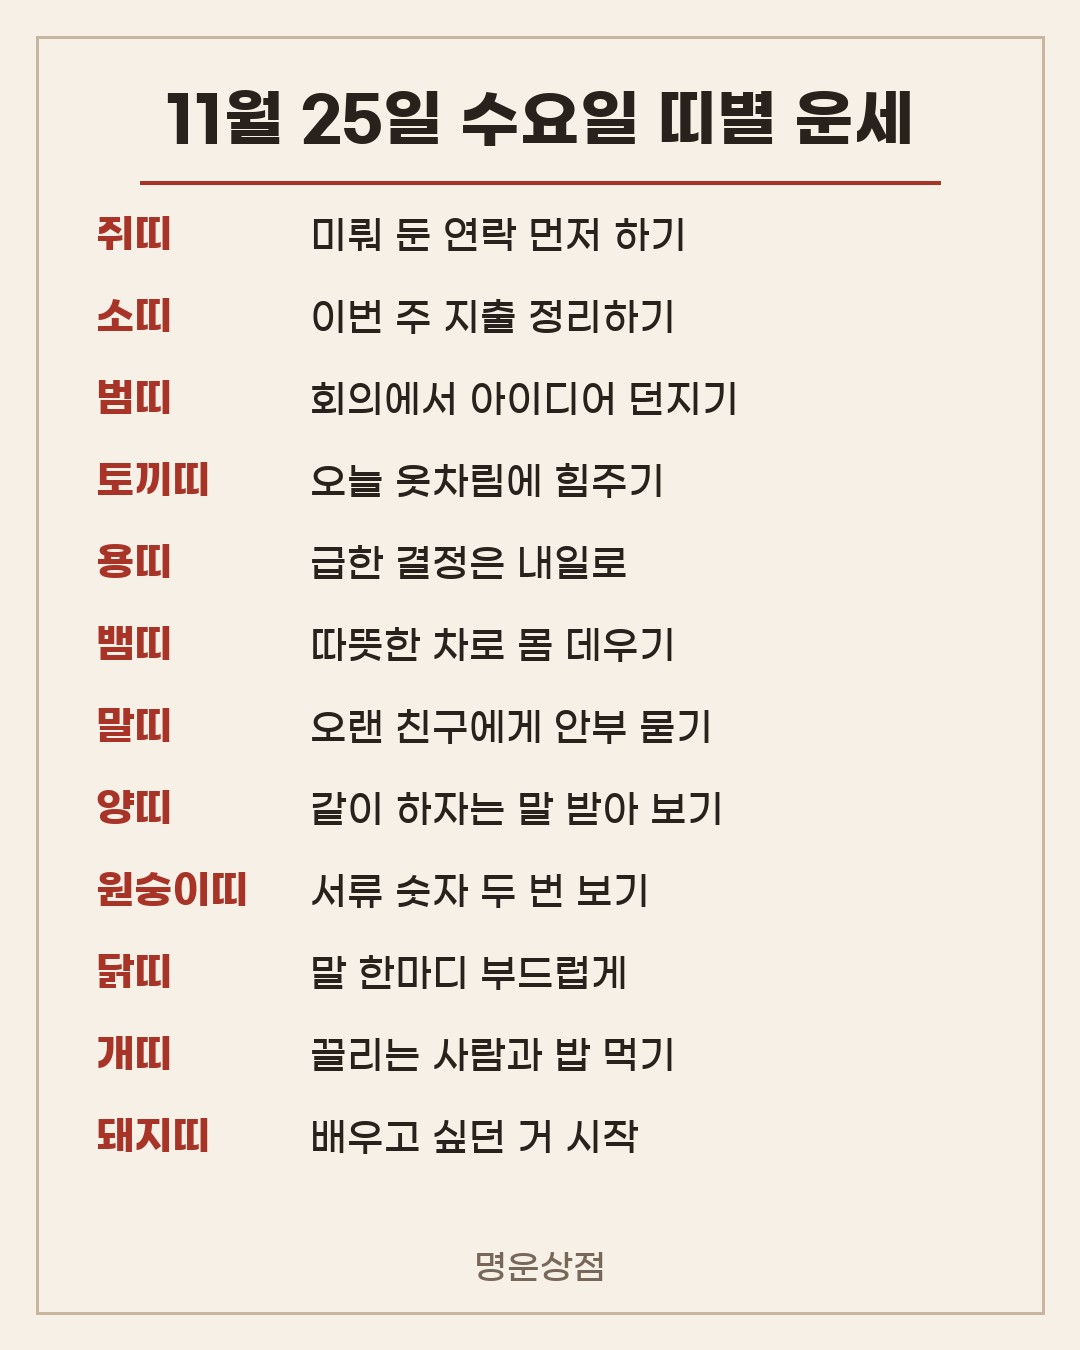 11월 25일 수요일 띠별 운세
쥐띠 미뤄 둔 연락 먼저 하기
소띠 이번 주 지출 정리하기
범띠 회의에서 아이디어 던지기
토끼띠 오늘 옷차림에 힘주기
용띠 급한 결정은 내일로
뱀띠 따뜻한 차로 몸 데우기
말띠 오랜 친구에게 안부 묻기
양띠 같이 하자는 말 받아 보기
원숭이띠 서류 숫자 두 번 보기
닭띠 말 한마디 부드럽게
개띠 끌리는 사람과 밥 먹기
돼지띠 배우고 싶던 거 시작
명운상점